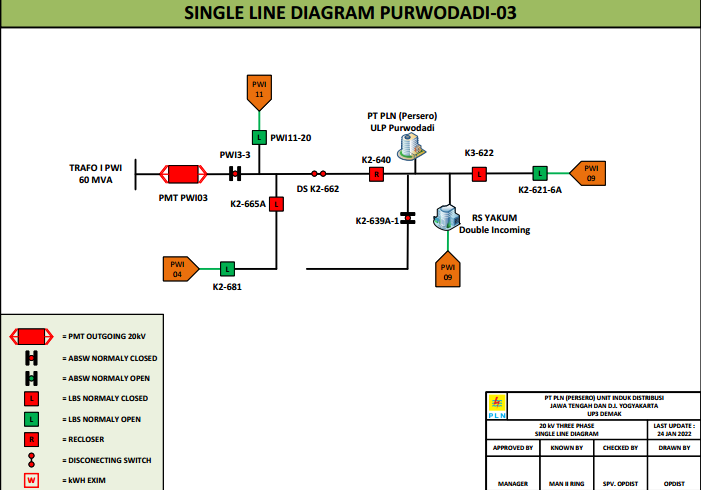 SINGLE LINE DIAGRAM PURWODADI-03
PWI
11
L
PWI11-20
PT PLN (Persero)
ULP Purwodadi
TRAFO I PWI
60 MVA
PMT PWI03
PWI3-3
DS K2-662
K2-640
R
K3-622
L
L
K2-621-6A
PWI
09
K2-665A
L
K2-639A-1
RS YAKUM
Double Incoming
PWI
09
PWI
04
L
K2-681
= PMT OUTGOING 20kV
= ABSW NORMALY CLOSED
= ABSW NORMALY OPEN
L
= LBS NORMALY CLOSED
L
= LBS NORMALY OPEN
R
= RECLOSER
= DISCONECTING SWITCH
W
= kWH EXIM
PLN
PT PLN (PERSERO) UNIT INDUK DISTRIBUSI
JAWA TENGAH DAN D.I. YOGYAKARTA
UP3 DEMAK
20 kV THREE PHASE
SINGLE LINE DIAGRAM
LAST UPDATE :
24 JAN 2022
APPROVED BY
KNOWN BY
CHECKED BY
DRAWN BY
MANAGER
MAN B RING
SPV. OPDIST
OPDIST